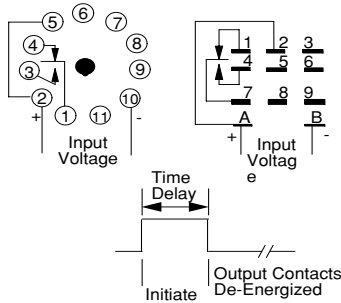 6
5 7
4 8
3 9
2 10
1 11
+ -
Input
Voltage
1 2 3
4 5 6
7 8 9
A B
+ -
Input
Voltag
e
Time
Delay
Initiate
Output Contacts
De-Energized